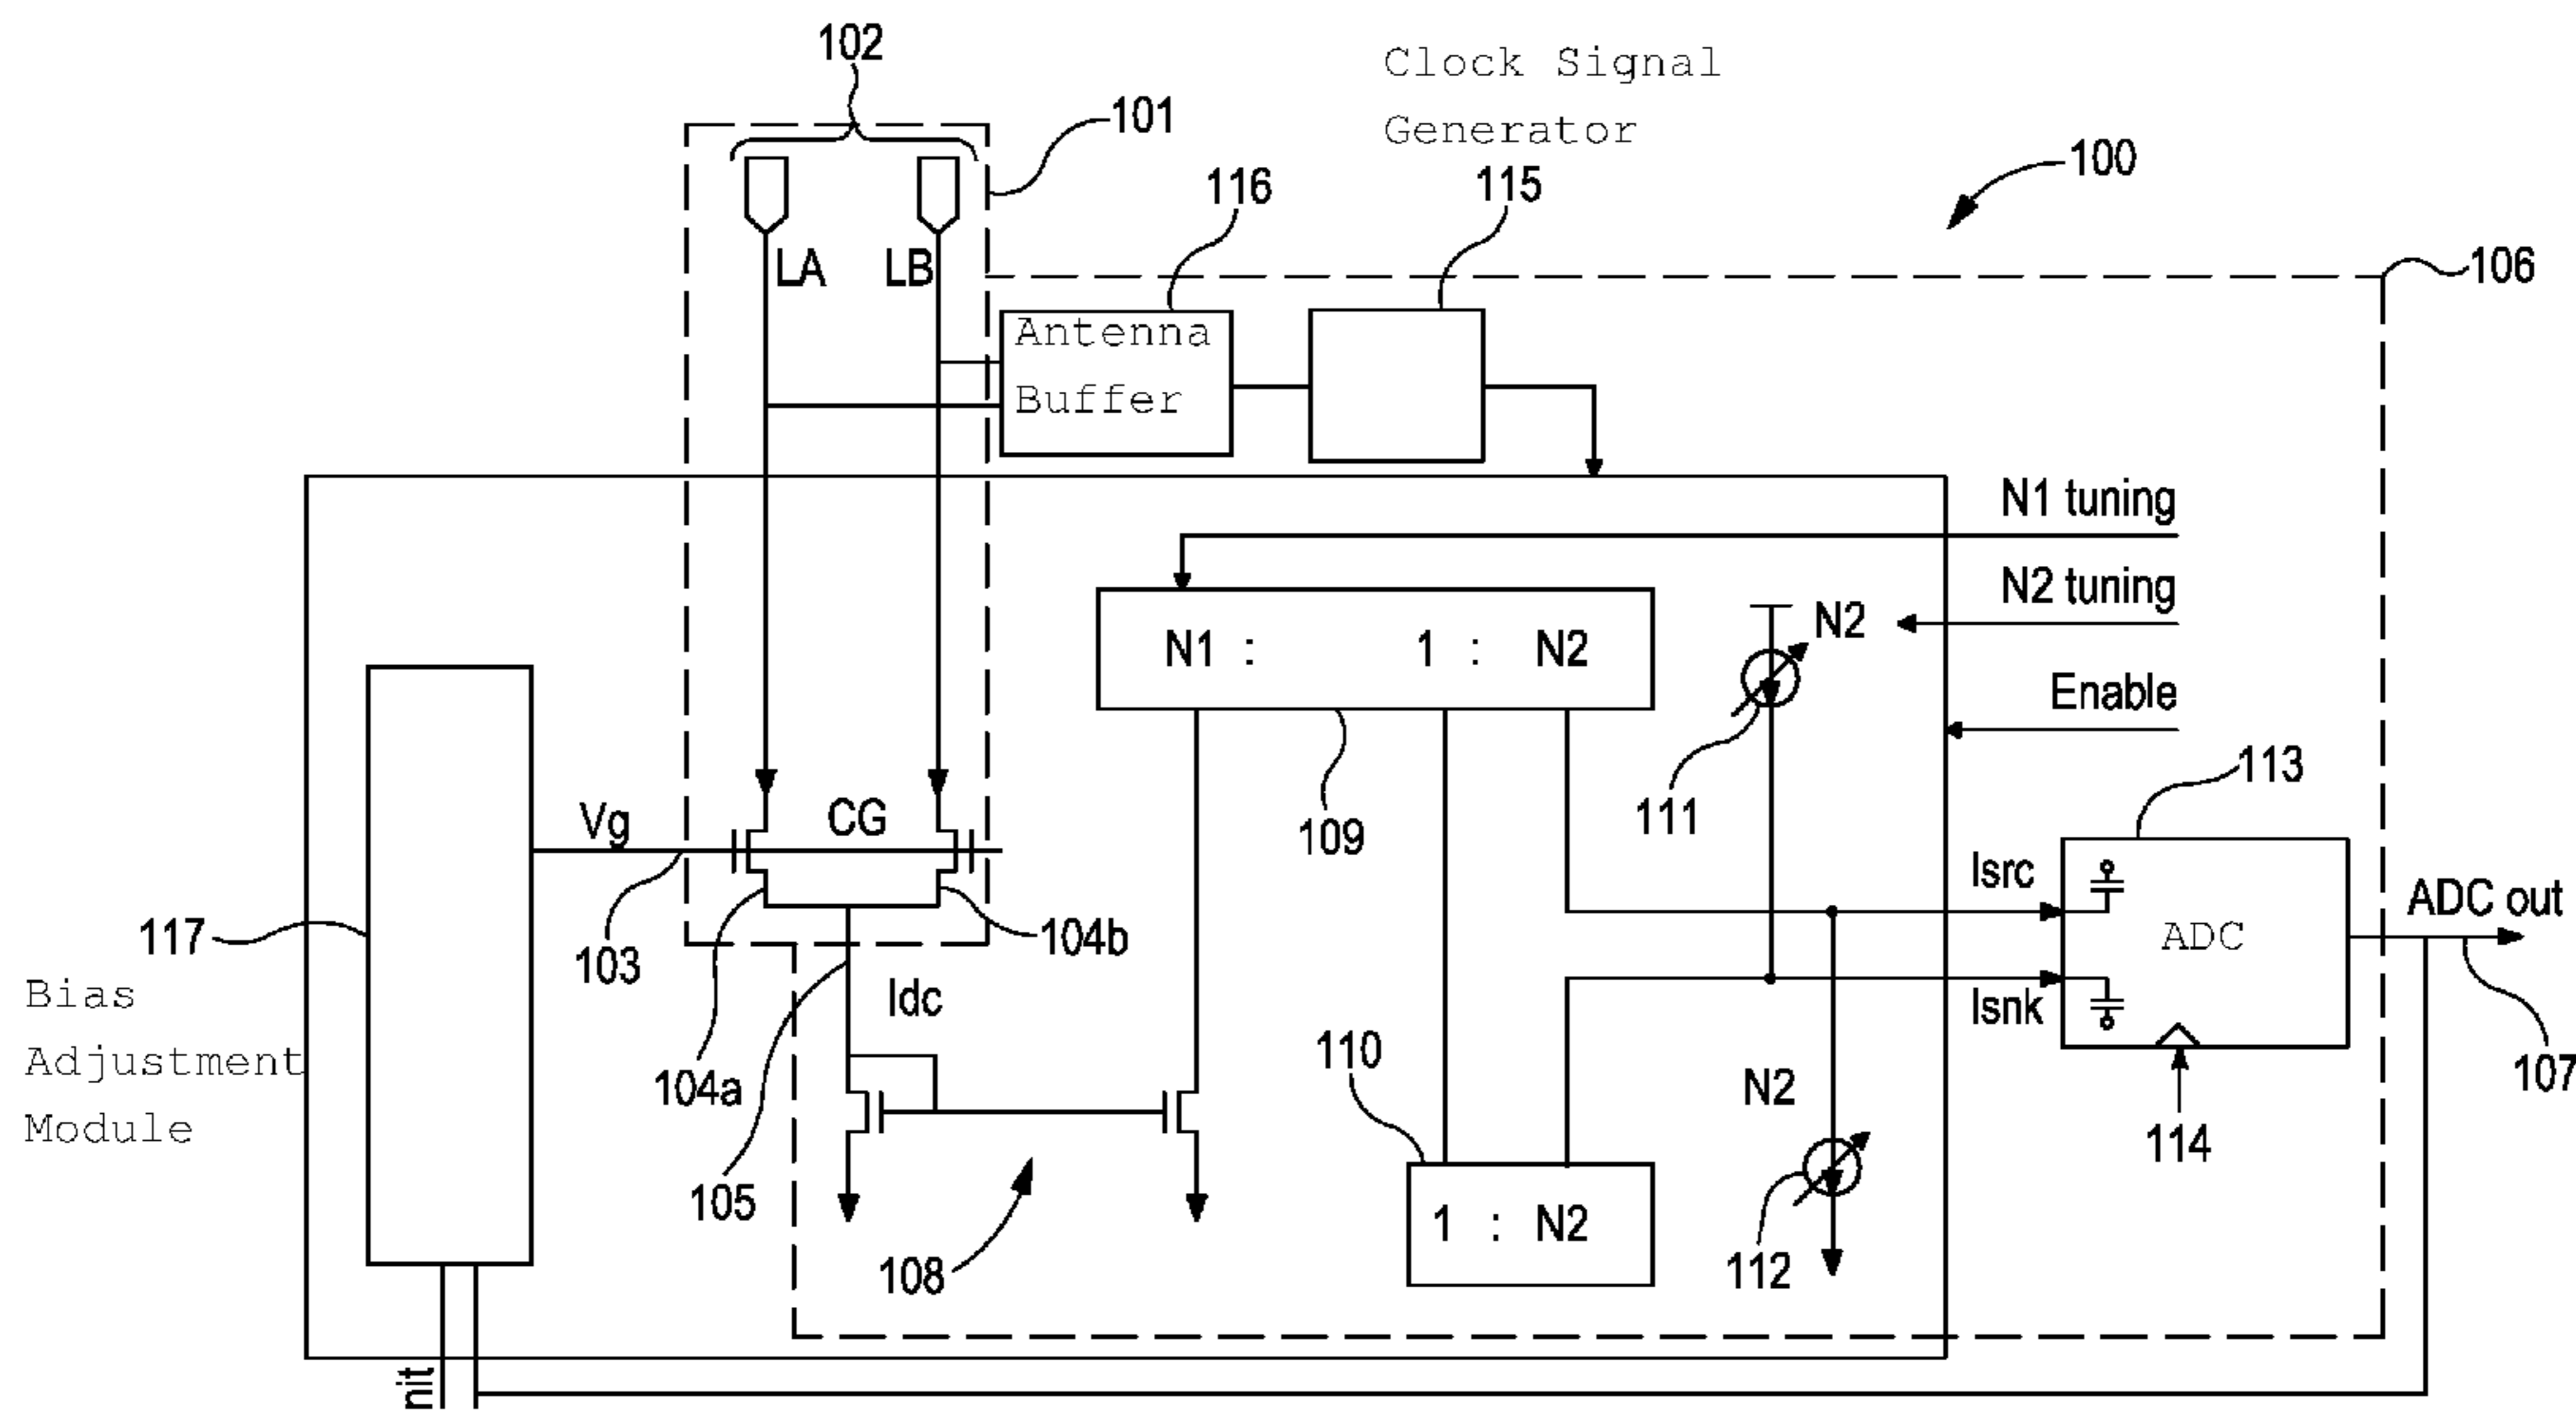 102
Clock Signal
Generator
101
100
116
115
106
LA
LB
Antenna
Buffer
N1 tuning
N2 tuning
N1 : 1 : N2
N2
Enable
113
111
109
Vg
CG
Isrc
ADC out
117
103
104b
ADC
Bias
Adjustment
Module
Idc
Isnk
104a
110
N2
107
114
105
108
1 : N2
112
nit